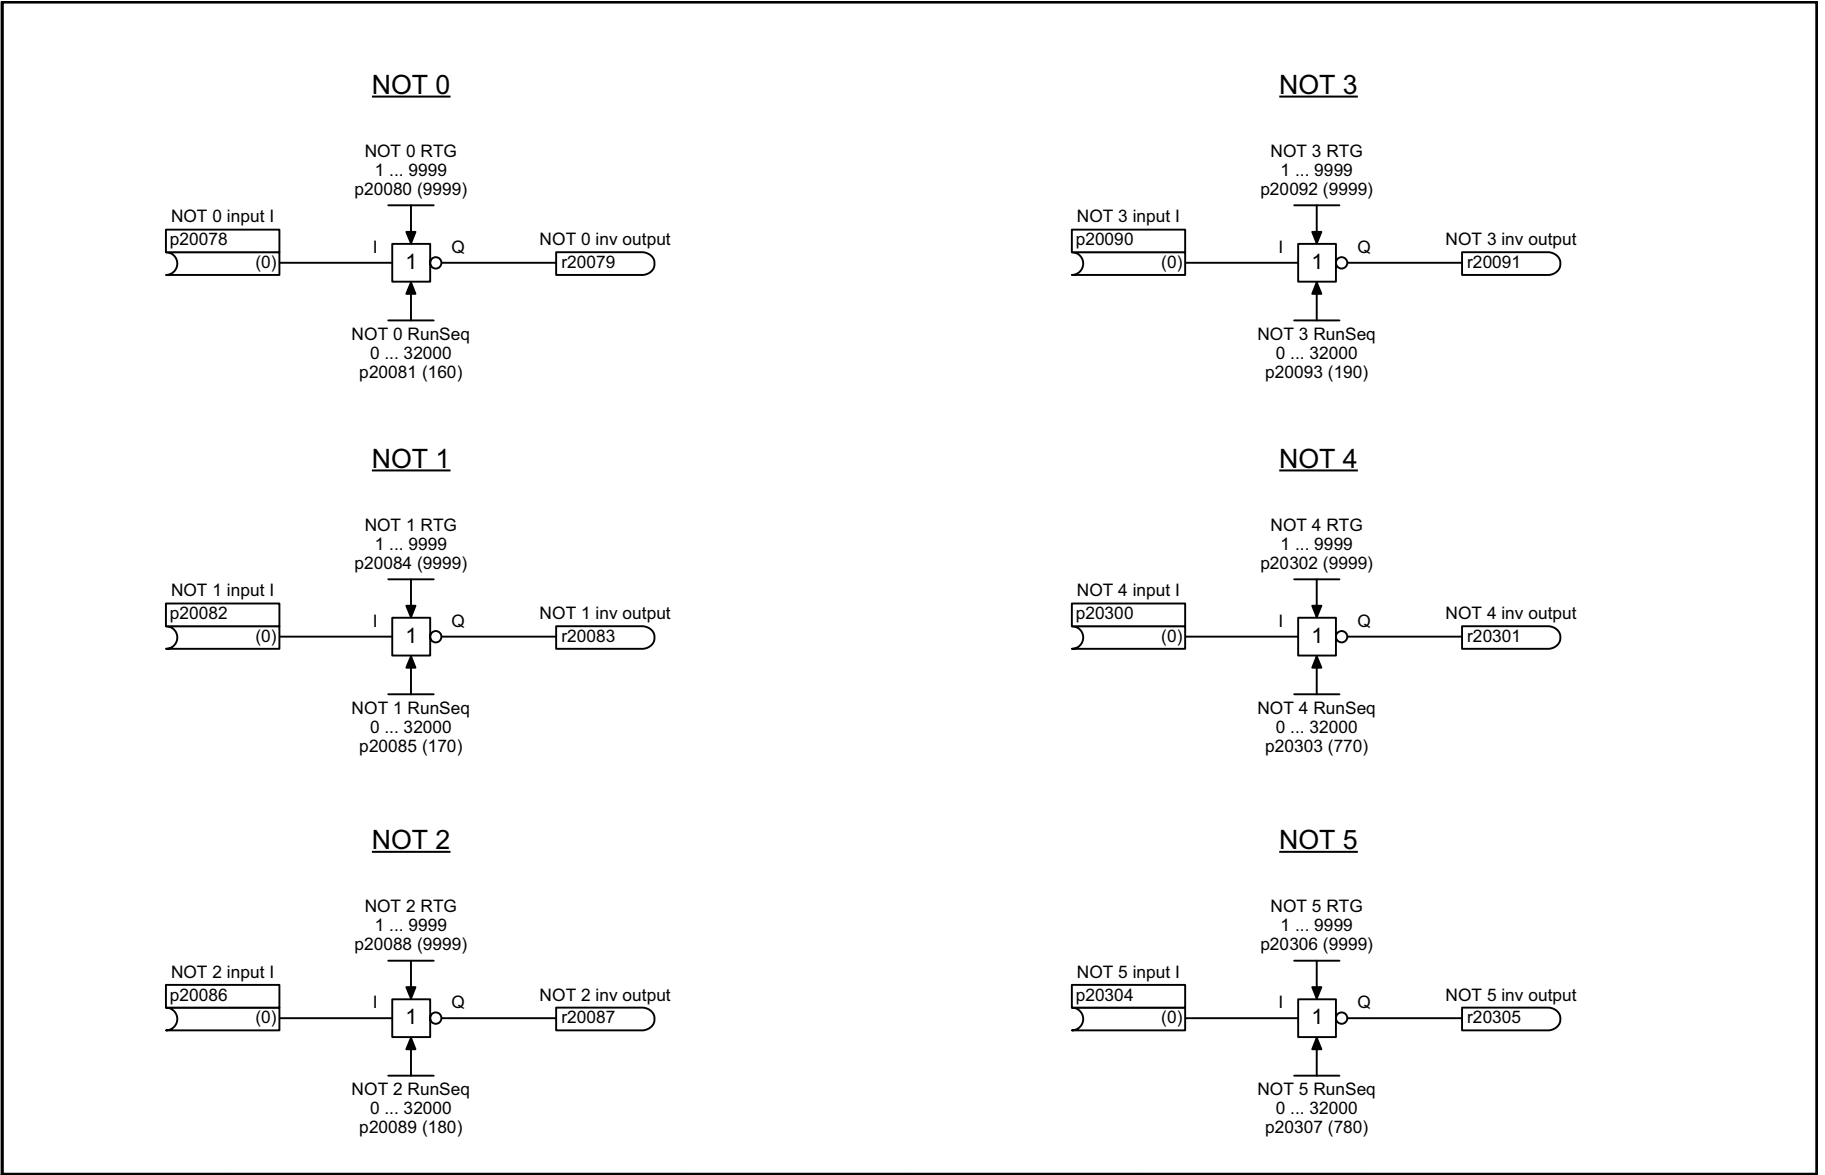 NOT 0
NOT 0 RTG
1 ... 9999
p20080 (9999)
NOT 0 input I
p20078
(0)
I
1
Q
NOT 0 inv output
r20079
NOT 0 RunSeq
0 ... 32000
p20081 (160)
NOT 1
NOT 1 RTG
1 ... 9999
p20084 (9999)
NOT 1 input I
p20082
(0)
I
1
Q
NOT 1 inv output
r20083
NOT 1 RunSeq
0 ... 32000
p20085 (170)
NOT 2
NOT 2 RTG
1 ... 9999
p20088 (9999)
NOT 2 input I
p20086
(0)
I
1
Q
NOT 2 inv output
r20087
NOT 2 RunSeq
0 ... 32000
p20089 (180)
NOT 3
NOT 3 RTG
1 ... 9999
p20092 (9999)
NOT 3 input I
p20090
(0)
I
1
Q
NOT 3 inv output
r20091
NOT 3 RunSeq
0 ... 32000
p20093 (190)
NOT 4
NOT 4 RTG
1 ... 9999
p20302 (9999)
NOT 4 input I
p20300
(0)
I
1
Q
NOT 4 inv output
r20301
NOT 4 RunSeq
0 ... 32000
p20303 (770)
NOT 5
NOT 5 RTG
1 ... 9999
p20306 (9999)
NOT 5 input I
p20304
(0)
I
1
Q
NOT 5 inv output
r20305
NOT 5 RunSeq
0 ... 32000
p20307 (780)